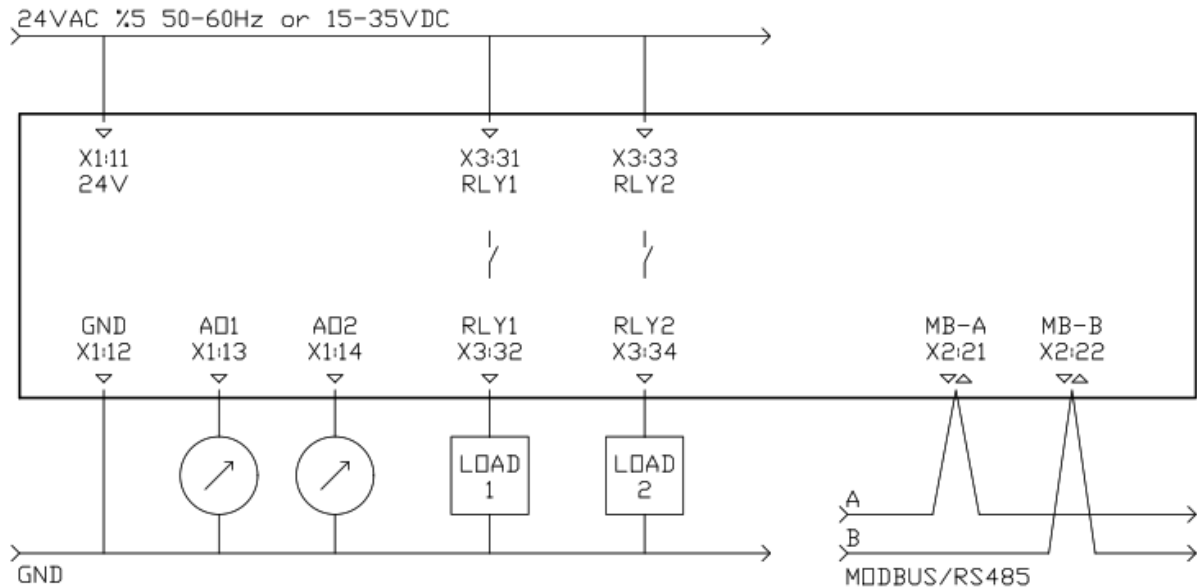 24VAC %5 50-60Hz or 15-35VDC
X1:11 X3:31 X3:33
24V RLY1 RLY2
GND AO1 AO2 RLY1 RLY2 MB-A MB-B
X1:12 X1:13 X1:14 X3:32 X3:34 X2:21 X2:22
LOAD LOAD
1 2
A
B
GND MODBUS/RS485